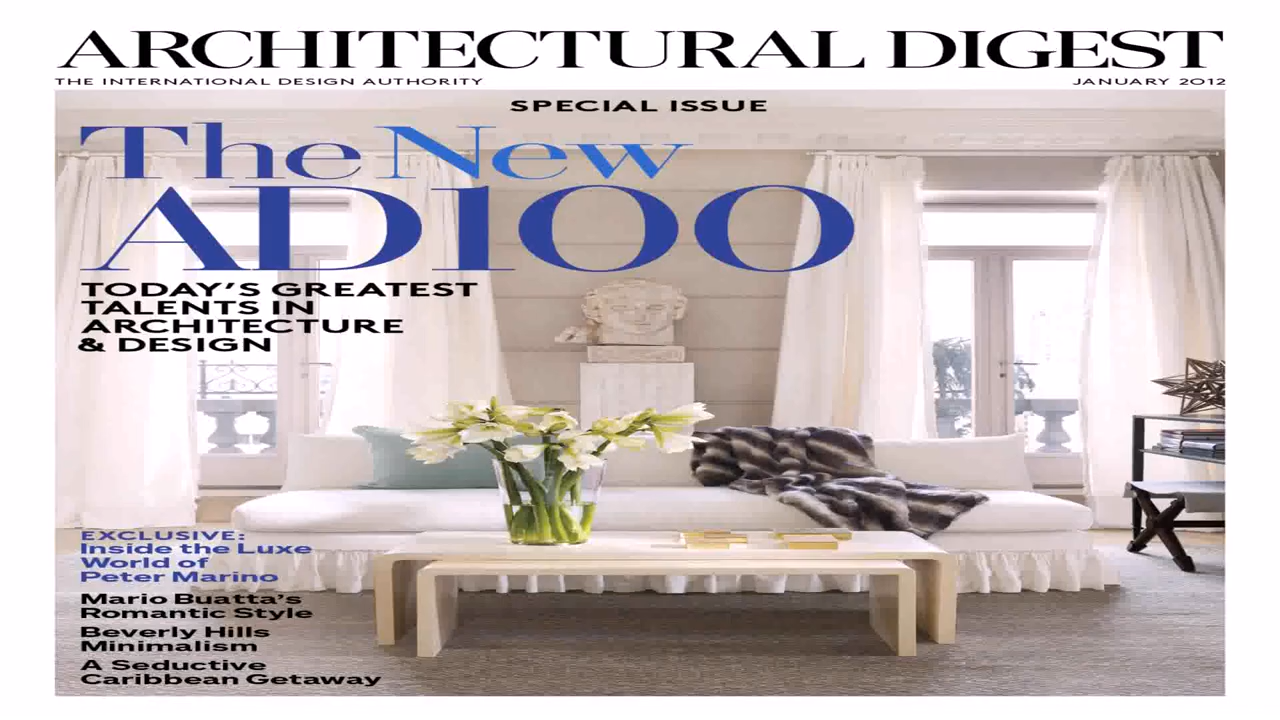 ARCHITECTURAL DIGEST
THE INTERNATIONAL DESIGN AUTHORITY
JANUARY 2012
SPECIAL ISSUE
The New
AD100
TODAY'S GREATEST
TALENTS IN
ARCHITECTURE
& DESIGN
EXCLUSIVE:
Inside the Luxe
World of
Peter Marino
Mario Buatta's
Romantic Style
Beverly Hills
Minimalism
A Seductive
Caribbean Getaway